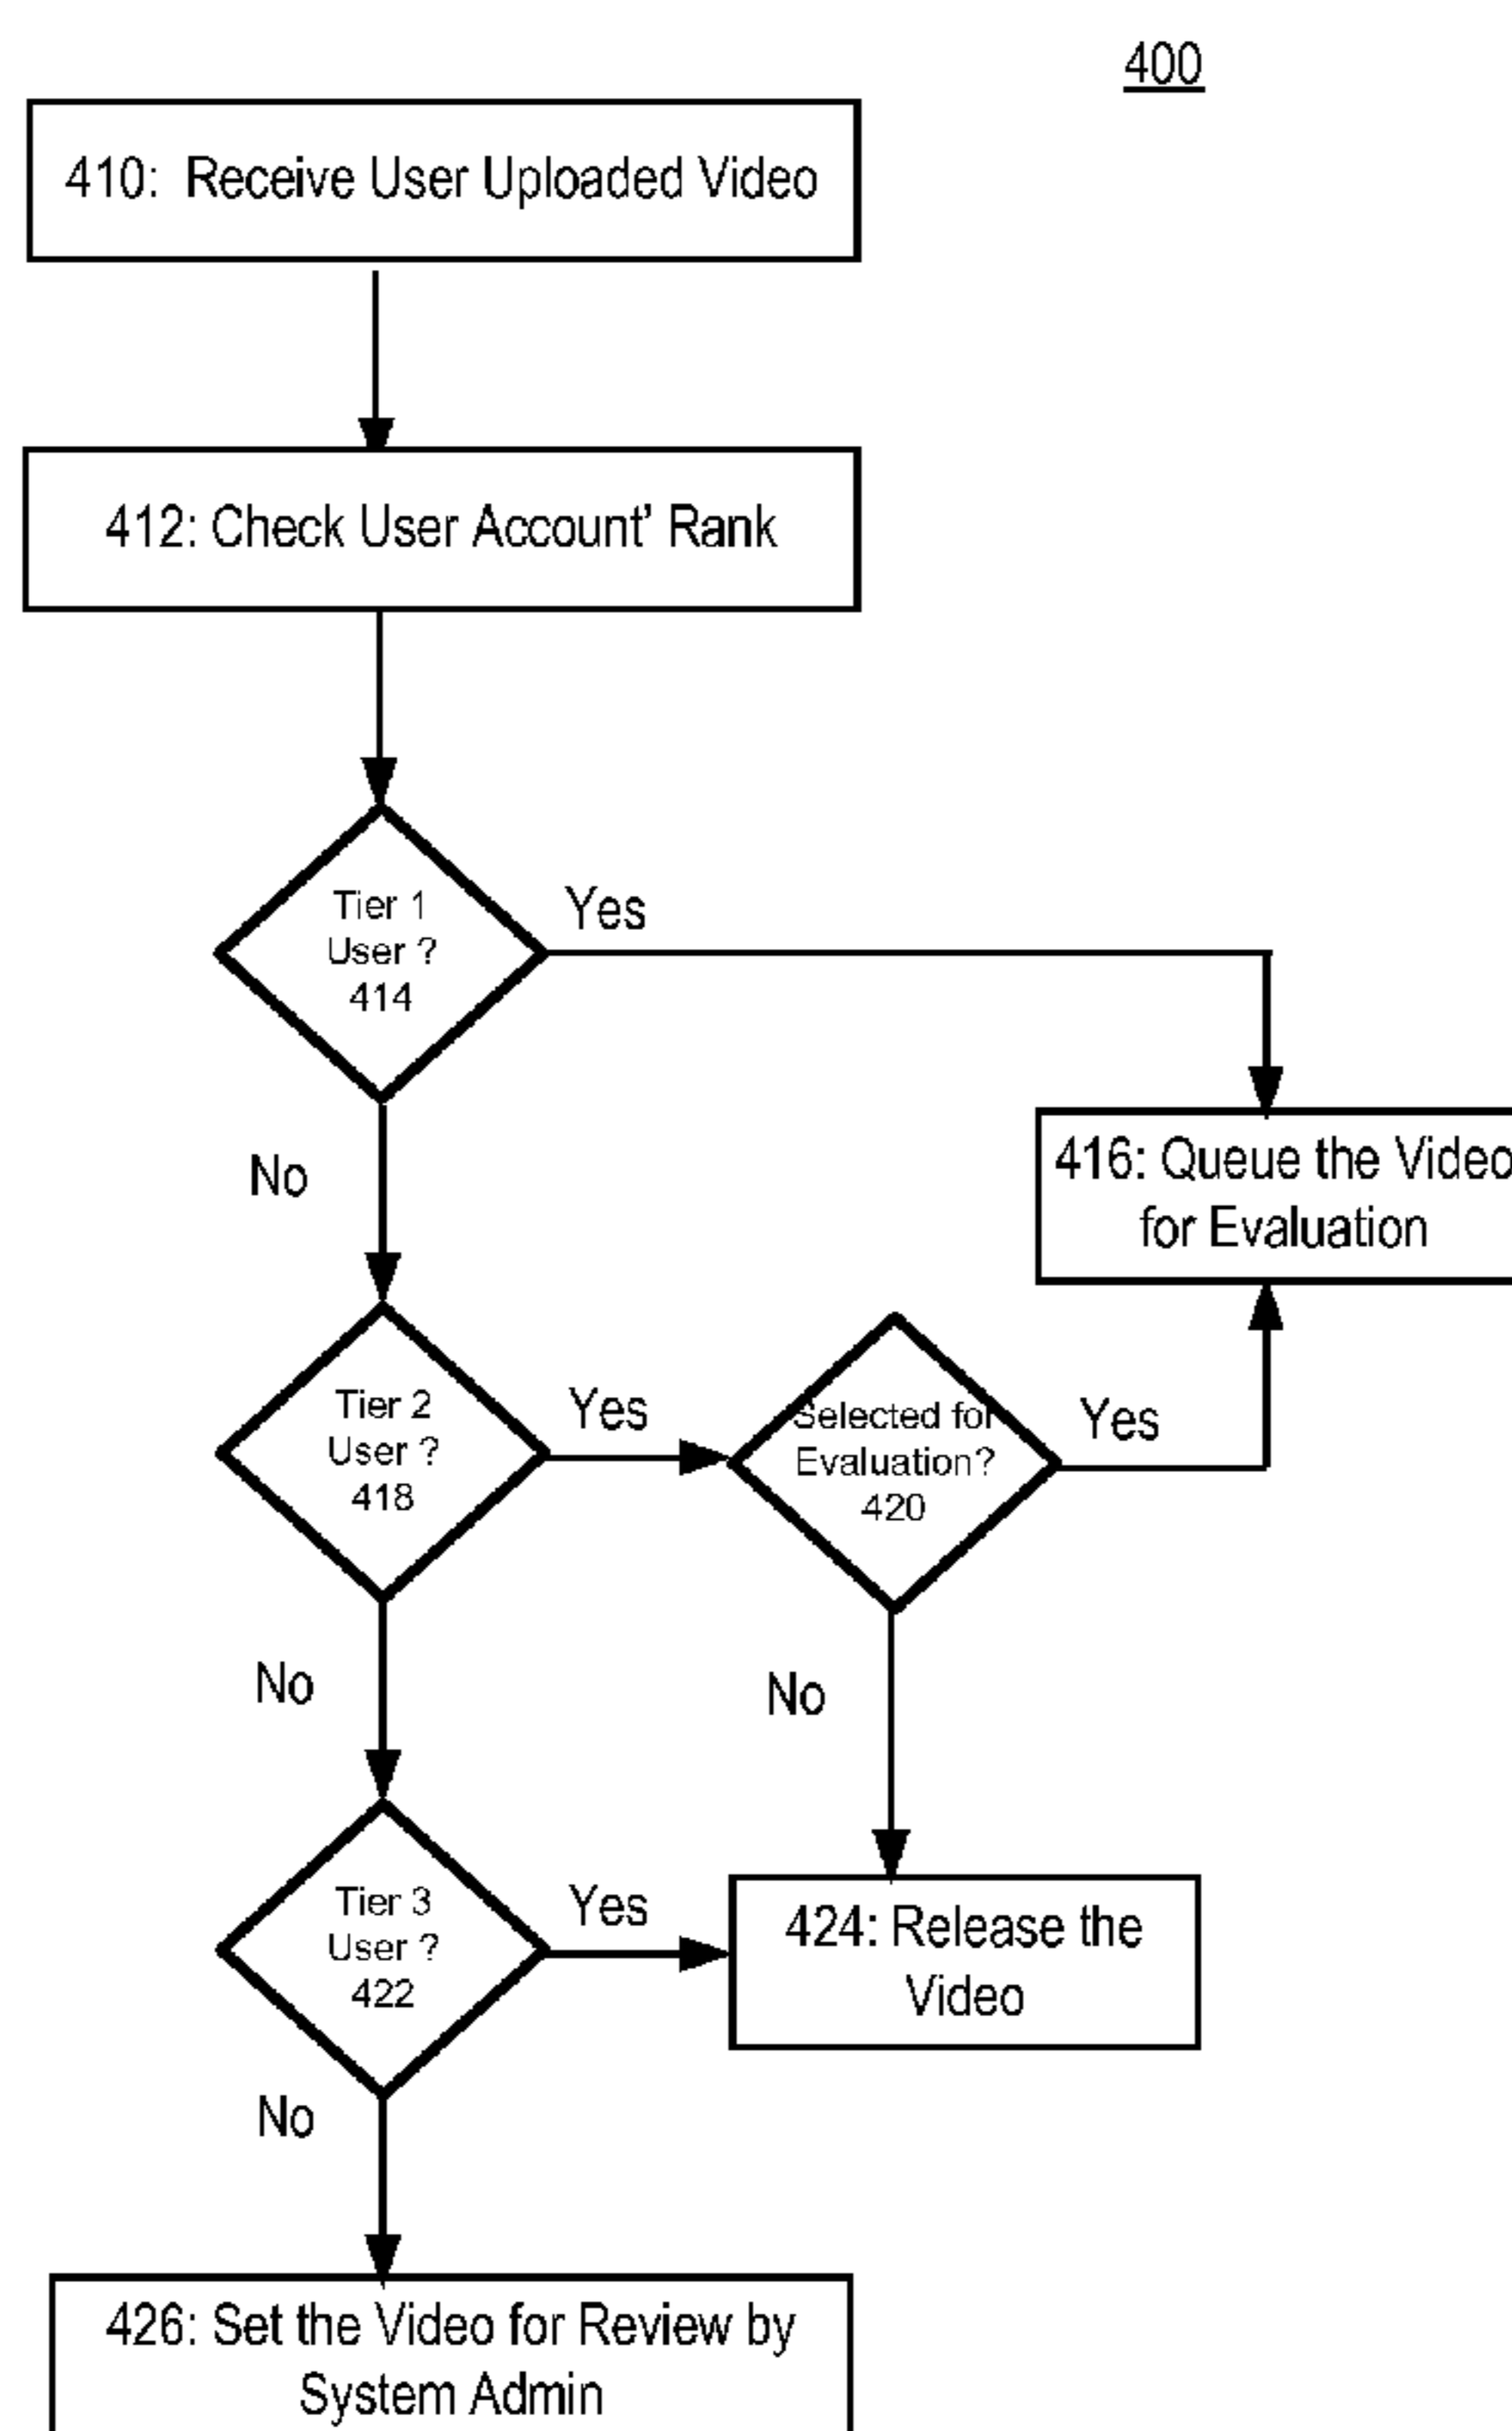 400
410: Receive User Uploaded Video
412: Check User Account' Rank
Tier 1
User ?
414
Yes
No
416: Queue the Video
for Evaluation
Tier 2
User ?
418
Yes
Selected for
Evaluation?
420
Yes
No
No
Tier 3
User ?
422
Yes
424: Release the
Video
No
426: Set the Video for Review by
System Admin